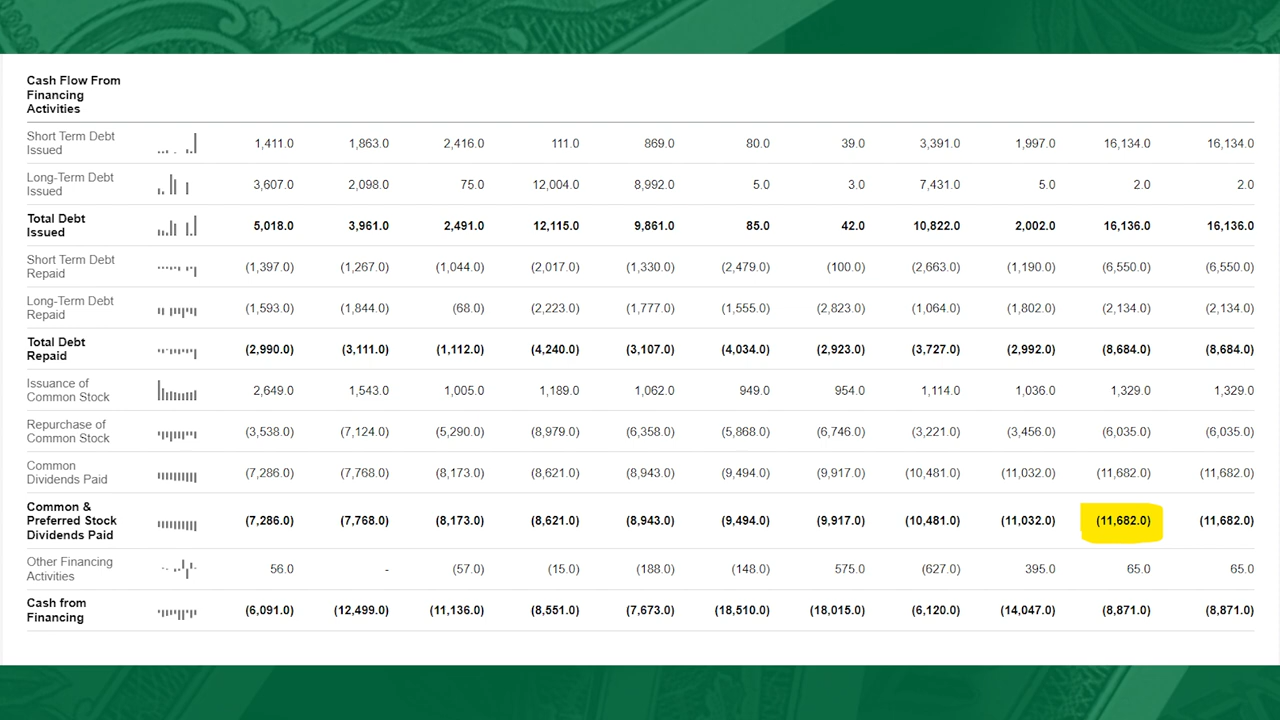 Cash Flow From
Financing
Activities
Short Term Debt
Issued 1,411.0 1,863.0 2,416.0 111.0 869.0 80.0 39.0 3,391.0 1,997.0 16,134.0 16,134.0
Long-Term Debt
Issued 3,607.0 2,098.0 75.0 12,004.0 8,992.0 5.0 3.0 7,431.0 5.0 2.0 2.0
Total Debt
Issued 5,018.0 3,961.0 2,491.0 12,115.0 9,861.0 85.0 42.0 10,822.0 2,002.0 16,136.0 16,136.0
Short Term Debt
Repaid (1,397.0) (1,267.0) (1,044.0) (2,017.0) (1,330.0) (2,479.0) (100.0) (2,663.0) (1,190.0) (6,550.0) (6,550.0)
Long-Term Debt
Repaid (1,593.0) (1,844.0) (68.0) (2,223.0) (1,777.0) (1,555.0) (2,823.0) (1,064.0) (1,802.0) (2,134.0) (2,134.0)
Total Debt
Repaid (2,990.0) (3,111.0) (1,112.0) (4,240.0) (3,107.0) (4,034.0) (2,923.0) (3,727.0) (2,992.0) (8,684.0) (8,684.0)
Issuance of
Common Stock 2,649.0 1,543.0 1,005.0 1,189.0 1,062.0 949.0 954.0 1,114.0 1,036.0 1,329.0 1,329.0
Repurchase of
Common Stock (3,538.0) (7,124.0) (5,290.0) (8,979.0) (6,358.0) (5,868.0) (6,746.0) (3,221.0) (3,456.0) (6,035.0) (6,035.0)
Common
Dividends Paid (7,286.0) (7,768.0) (8,173.0) (8,621.0) (8,943.0) (9,494.0) (9,917.0) (10,481.0) (11,032.0) (11,682.0) (11,682.0)
Common &
Preferred Stock (7,286.0) (7,768.0) (8,173.0) (8,621.0) (8,943.0) (9,494.0) (9,917.0) (10,481.0) (11,032.0) (11,682.0) (11,682.0)
Dividends Paid
Other Financing
Activities 56.0 - (57.0) (15.0) (188.0) (148.0) 575.0 (627.0) 395.0 65.0 65.0
Cash from
Financing (6,091.0) (12,499.0) (11,136.0) (8,551.0) (7,673.0) (18,510.0) (18,015.0) (6,120.0) (14,047.0) (8,871.0) (8,871.0)